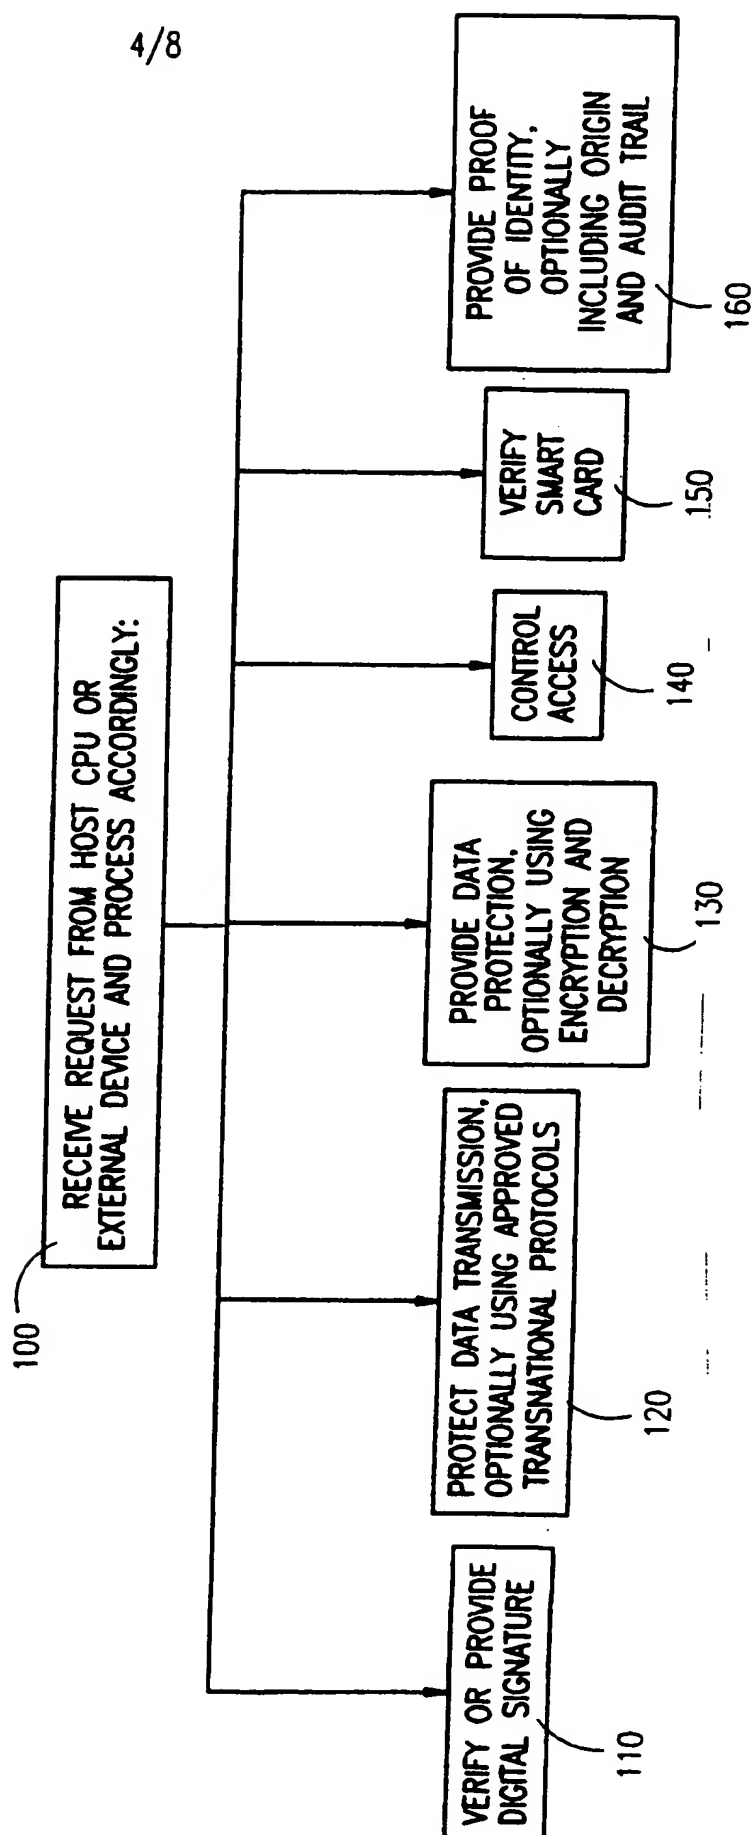 4/8
100
RECEIVE REQUEST FROM HOST CPU OR
EXTERNAL DEVICE AND PROCESS ACCORDINGLY:
VERIFY OR PROVIDE
DIGITAL SIGNATURE
110
PROTECT DATA TRANSMISSION,
OPTIONALLY USING APPROVED
TRANSNATIONAL PROTOCOLS
120
PROVIDE DATA
PROTECTION,
OPTIONALLY USING
ENCRYPTION AND
DECRYPTION
130
CONTROL
ACCESS
140
VERIFY
SMART
CARD
150
PROVIDE PROOF
OF IDENTITY,
OPTIONALLY
INCLUDING ORIGIN
AND AUDIT TRAIL
160